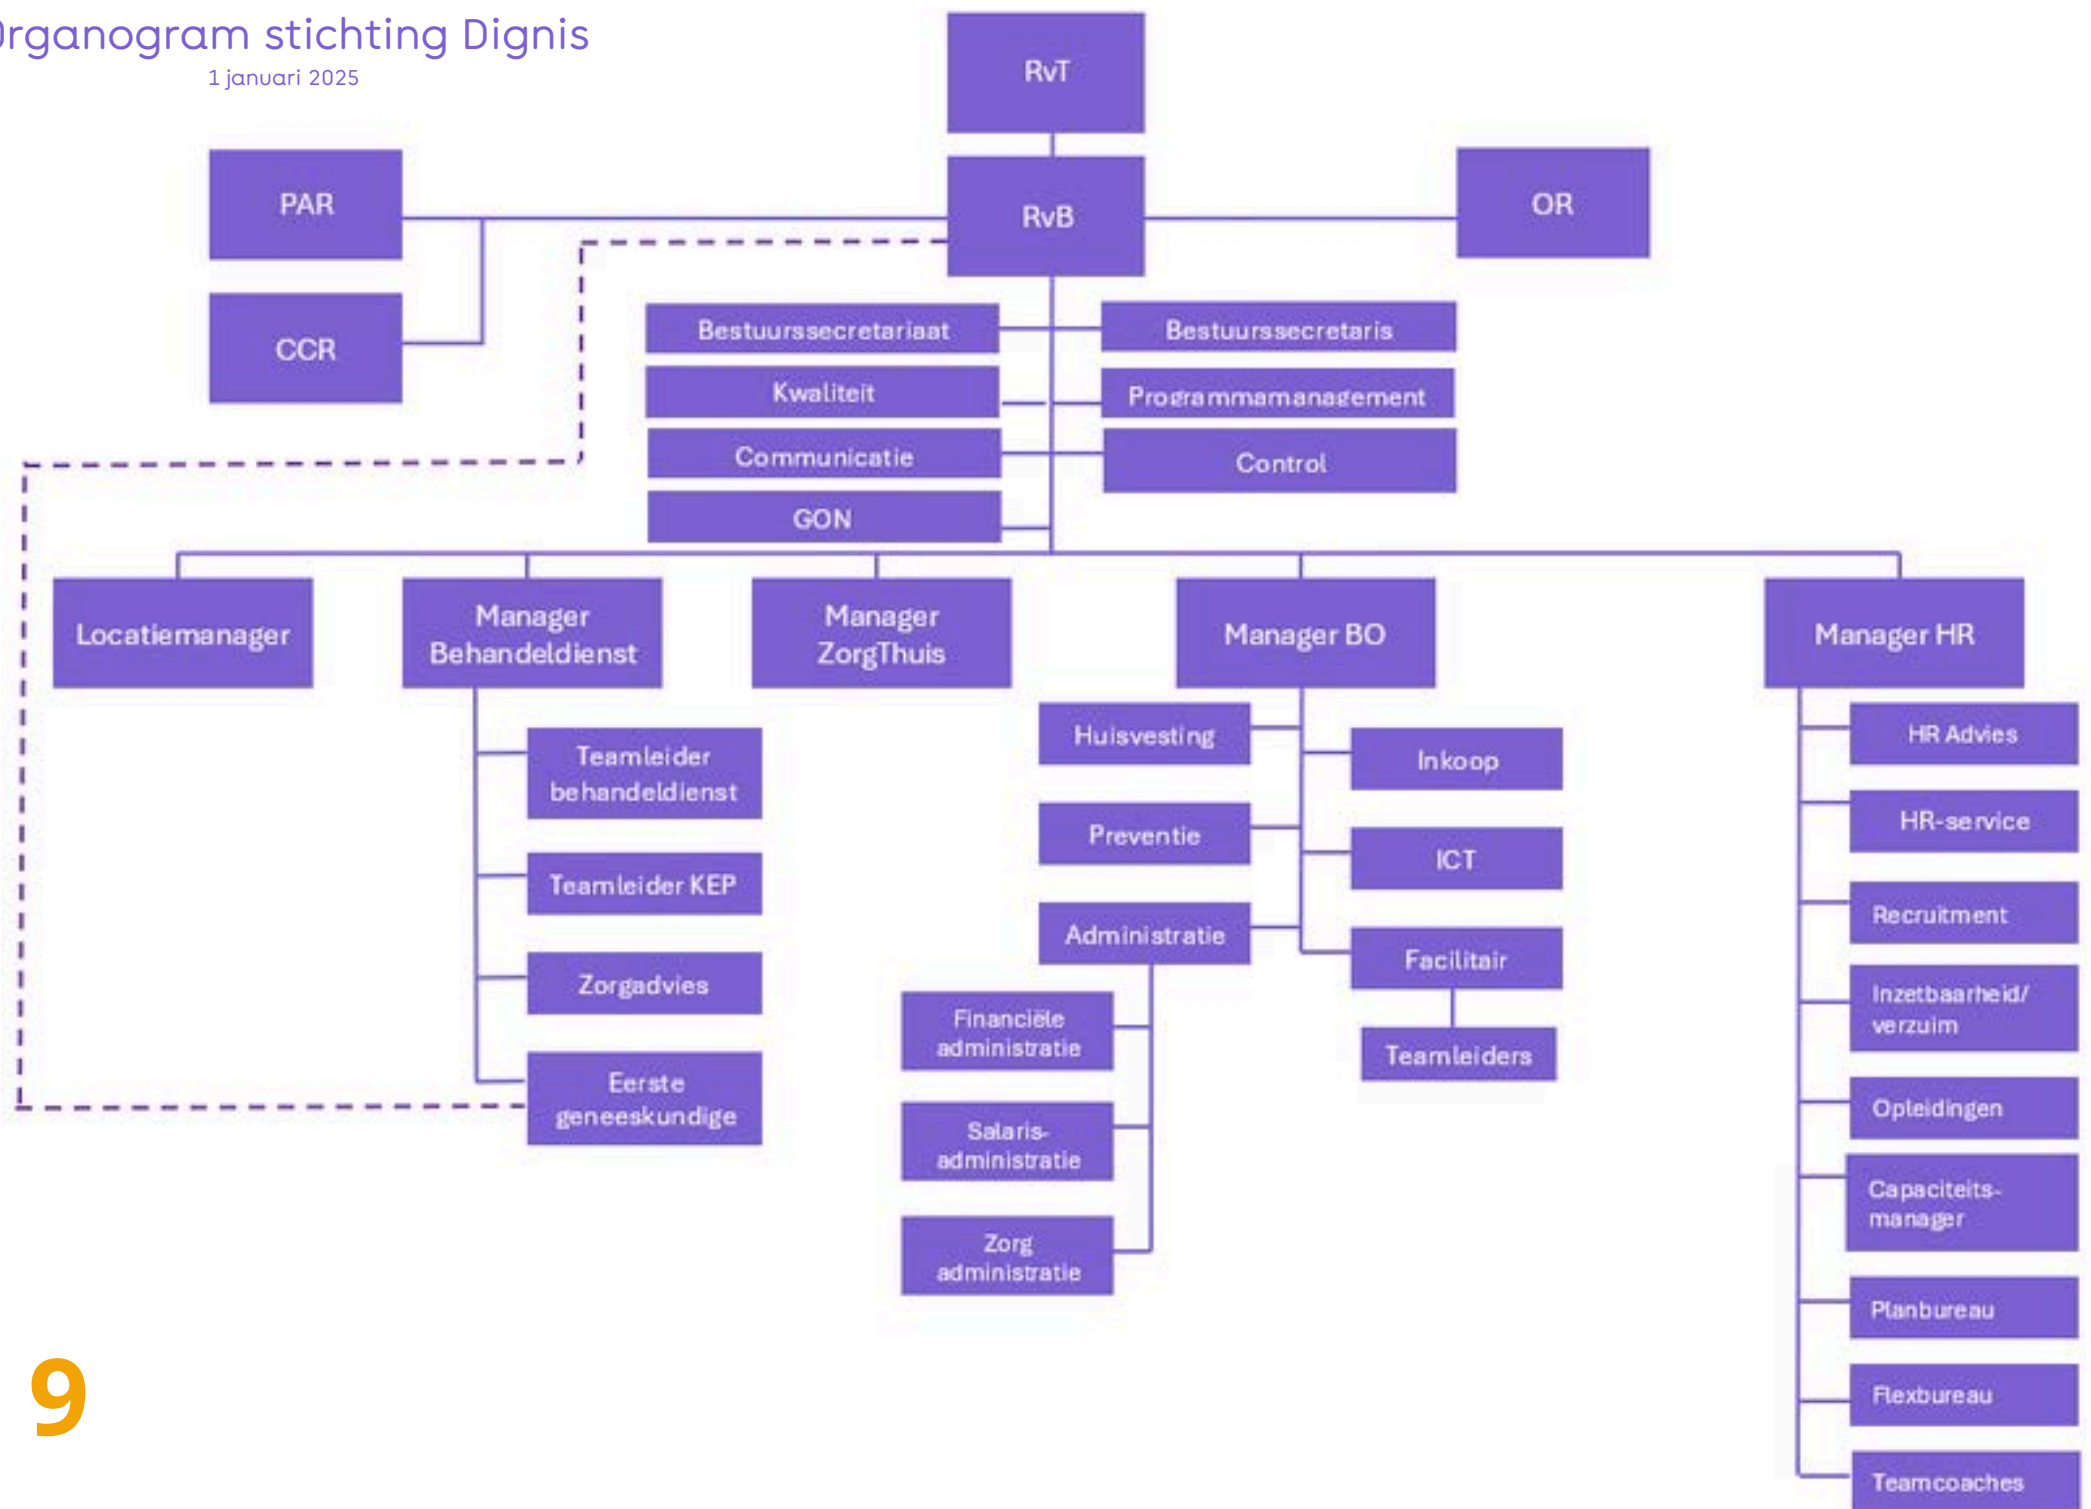 Organogram stichting Dignis
1 januari 2025
RvT
PAR
RvB
OR
CCR
Bestuurssecretariaat
Bestuurssecretaris
Kwaliteit
Programmamanagement
Communicatie
Control
GON
Locatiemanager
Manager
Behandeldienst
Manager
ZorgThuis
Manager BO
Manager HR
Teamleider
behandeldienst
Teamleider KEP
Zorgadvies
Eerste
geneeskundige
Huisvesting
Inkoop
Preventie
ICT
Administratie
Facilitair
Teamleiders
Financiële
administratie
Salaris-
administratie
Zorg
administratie
HR Advies
HR-service
Recruitment
Inzetbaarheid/
verzuim
Opleidingen
Capaciteits-
manager
Planbureau
Flexbureau
Teamcoaches
9